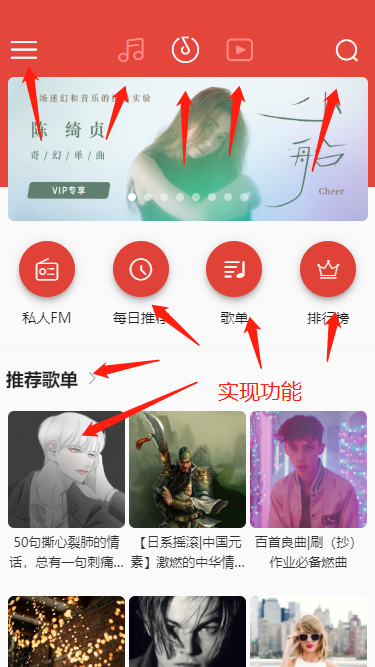 场迷幻和音乐的
实验
陈 绮贞
奇/幻/单/曲
VIP专享
Cheer
私人FM
每日推荐
歌单
排行榜
推荐歌单
实现功能
50句撕心裂肺的情
话，总有一句刺痛...
【日系摇滚|中国元
素】激燃的中华情...
百首良曲|刷（抄）
作业必备燃曲